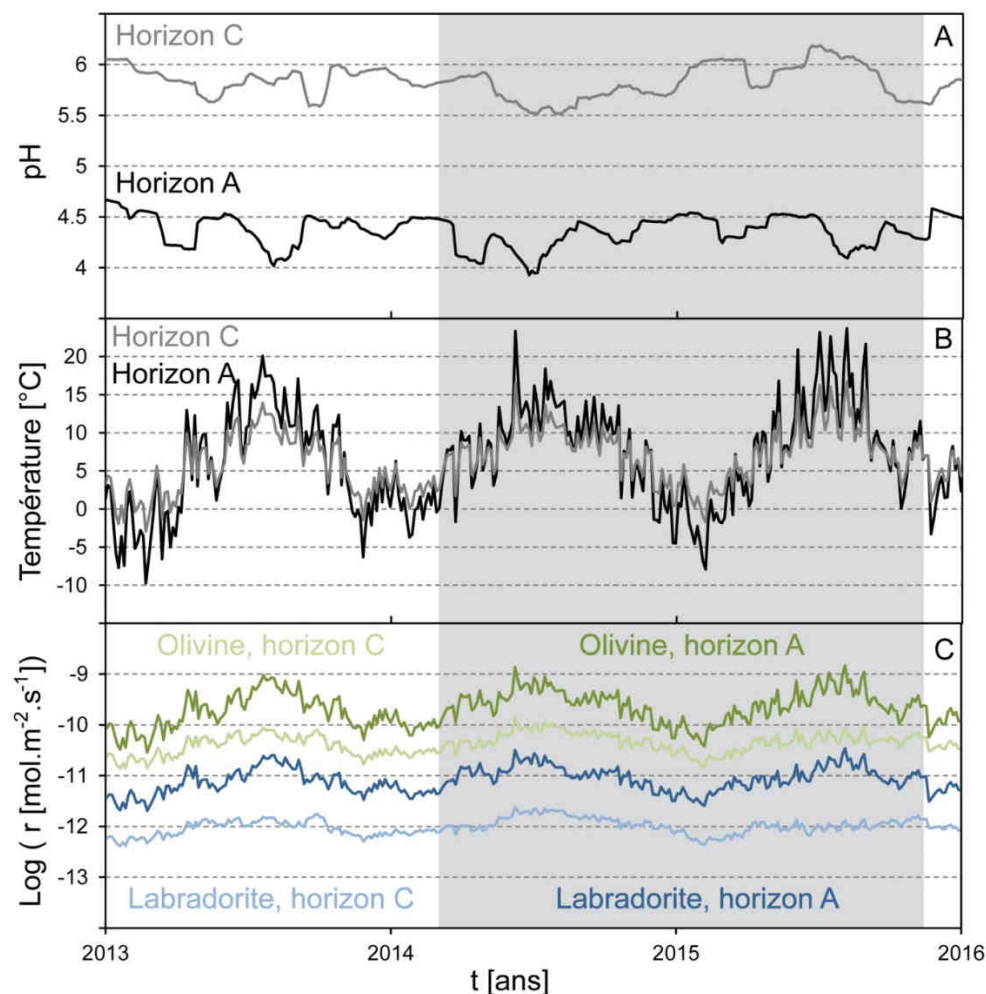 Horizon C
A
6
5.5
5
4.5
4
pH
Horizon A
Horizon C
B
Horizon A
20
15
10
5
0
-5
-10
Température [°C]
Olivine, horizon C
Olivine, horizon A
C
-9
-10
-11
-12
-13
Log ( r [mol.m-2.s-1])
Labradorite, horizon C
Labradorite, horizon A
2013
2014
2015
2016
t [ans]